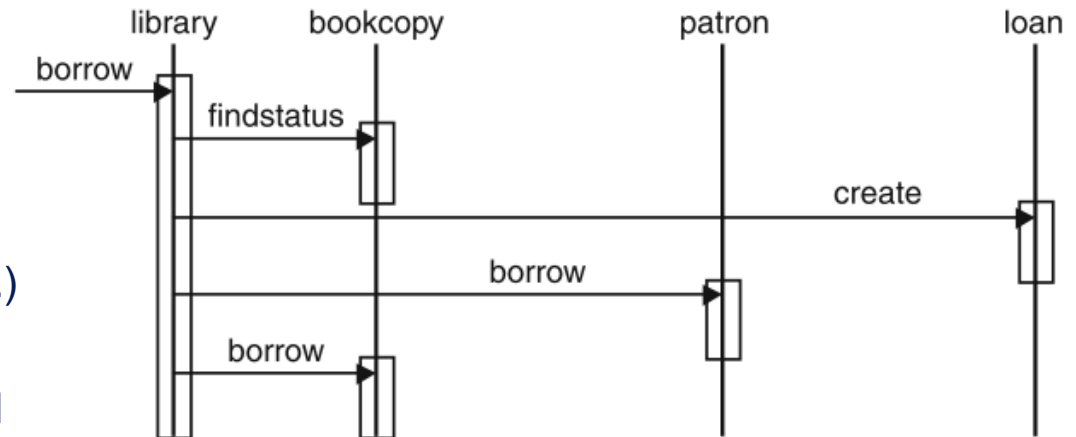 library bookcopy patron loan
borrow
findstatus
create
)
borrow
borrow